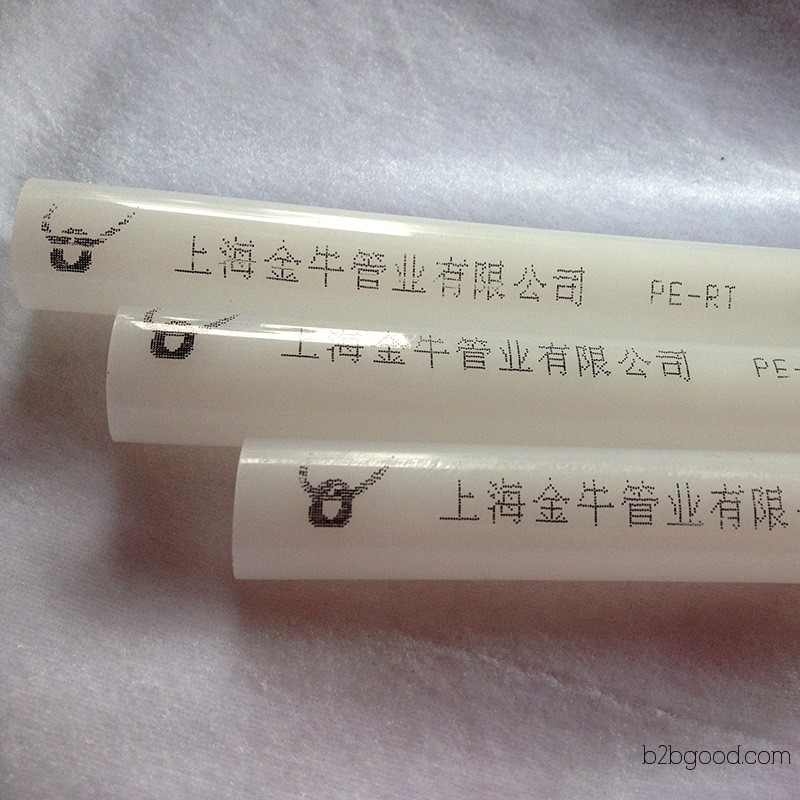 上海金牛管业有限公司 PE-RT
上海金牛管业有限公司 PE-
上海金牛管业有限
b2bgood.com